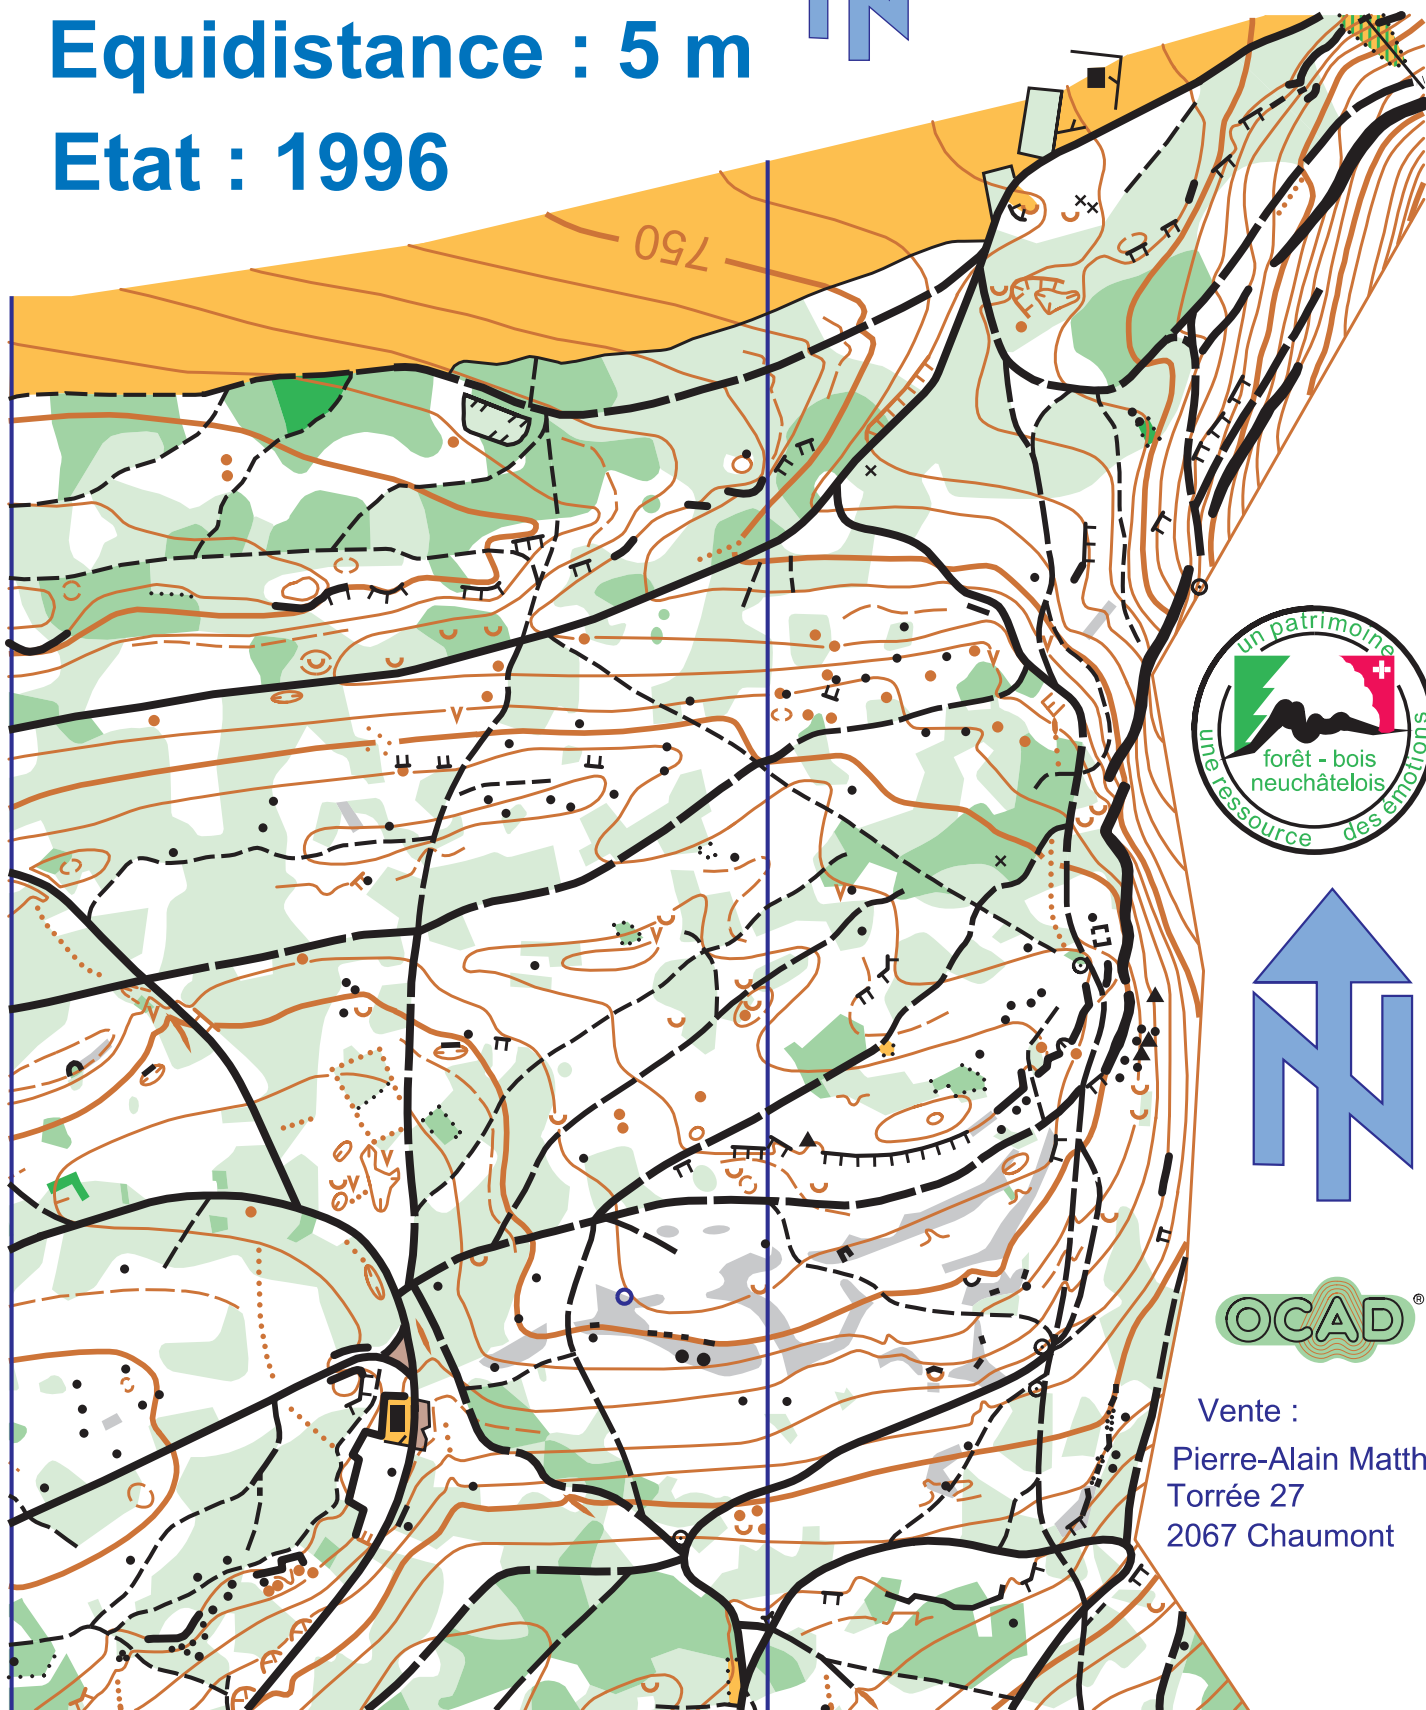 Equidistance : 5 m
Etat : 1996
750
un patrimoine
une ressource
des émotions
forêt - bois
neuchâtelois
OCAD®
Vente :
Pierre-Alain Matth
Torrée 27
2067 Chaumont